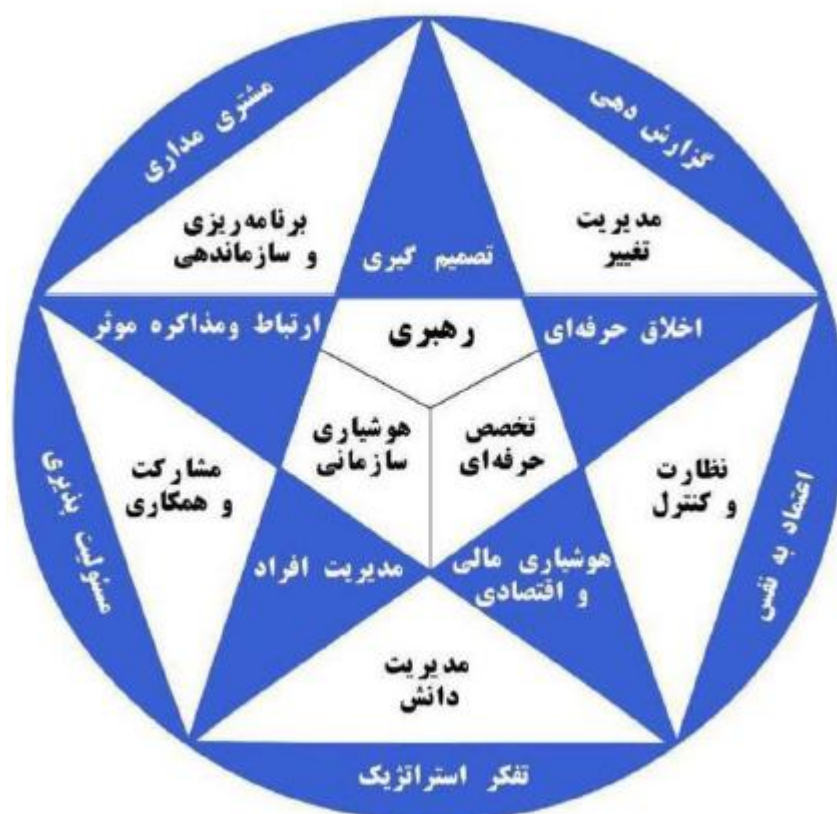 مشتری مداری
گزارش دهی
برنامه‌ریزی
و سازماندهی
تصمیم گیری
مدیریت
تغییر
ارتباط ومذاکره موثر
رهبری
اخلاق حرفه‌ای
هوشیاری
سازمانی
تخصص
حرفه‌ای
مشارکت
و همکاری
نظارت
و کنترل
مسئولیت پذیری
اعتماد به نفس
مدیریت افراد
هوشیاری مالی
و اقتصادی
مدیریت
دانش
تفکر استراتژیک